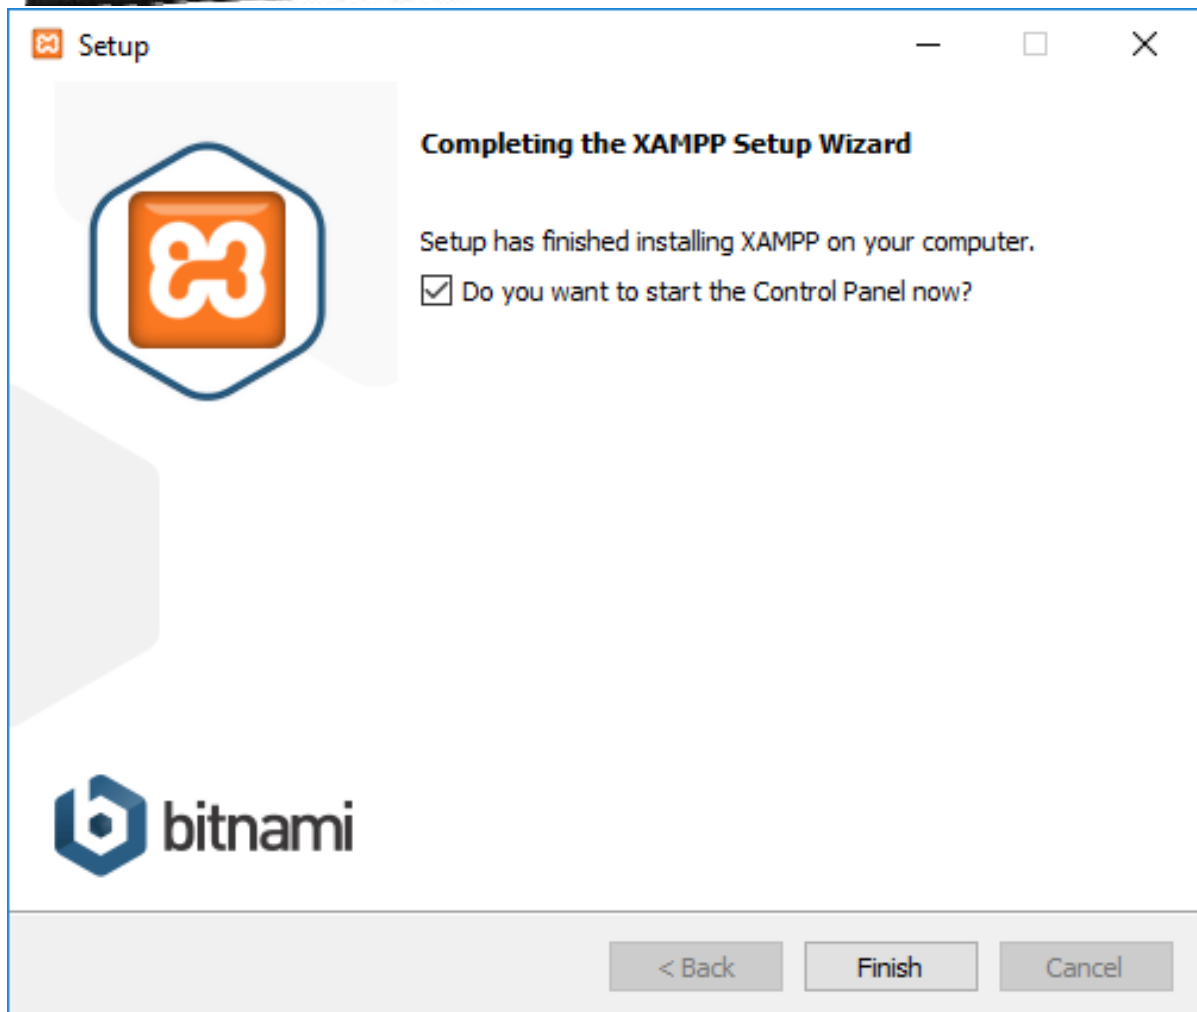 Setup
Completing the XAMPP Setup Wizard
Setup has finished installing XAMPP on your computer.
Do you want to start the Control Panel now?
bitnami
< Back
Finish
Cancel